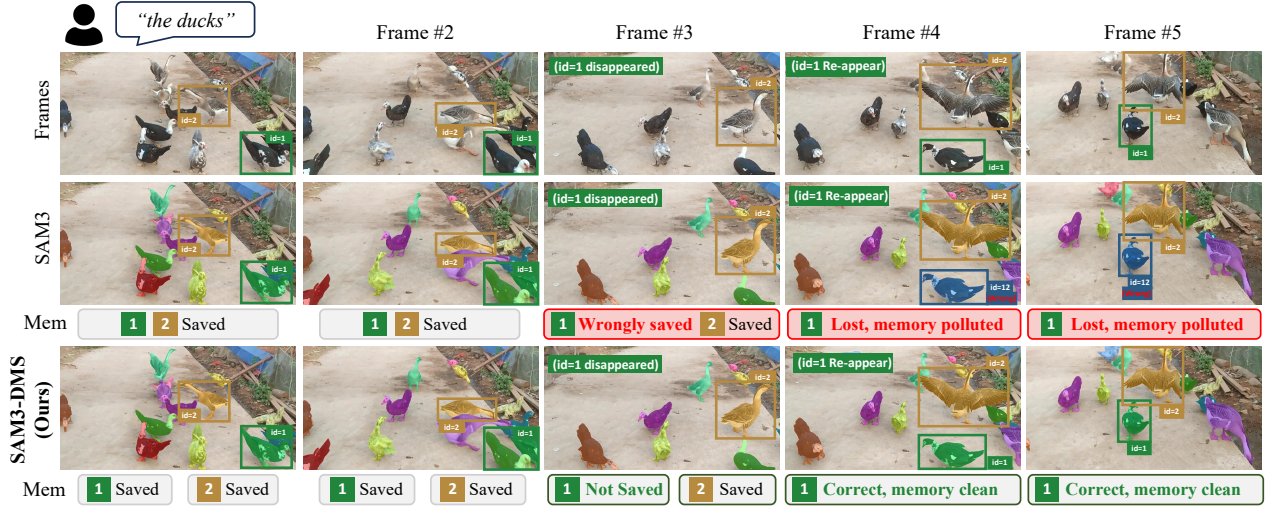 “the ducks”
Frame #2
Frame #3
Frame #4
Frame #5
Frames
id=2
id=1
id=2
id=1
(id=1 disappeared)
id=2
(id=1 Re-appear)
id=2
id=1
id=2
id=1
SAM3
id=2
id=1
id=2
id=1
(id=1 disappeared)
id=2
(id=1 Re-appear)
id=2
id=12
id=2
id=12
Mem
1 2 Saved
1 2 Saved
1 Wrongly saved 2 Saved
1 Lost, memory polluted
1 Lost, memory polluted
SAM3-DMS
(Ours)
id=2
id=1
id=2
id=1
(id=1 disappeared)
id=2
(id=1 Re-appear)
id=2
id=1
id=2
id=1
Mem
1 Saved
2 Saved
1 Saved
2 Saved
1 Not Saved
2 Saved
1 Correct, memory clean
1 Correct, memory clean